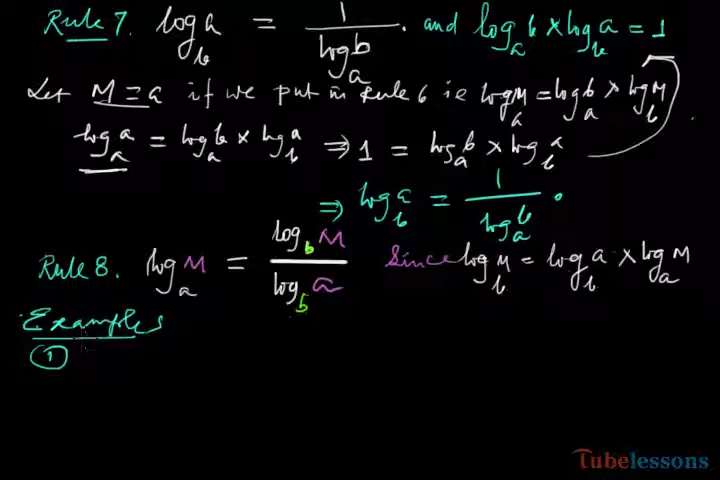 Rule 7. log_b a = 1 / log_a b . and log_a b × log_b a = 1
Let M = a if we put in rule 6 ie log_a M = log_a b × log_b M
log_a a = log_a b × log_b a ⇒ 1 = log_a b × log_b a
⇒ log_b a = 1 / log_a b .
Rule 8. log_a M = log_b M / log_b a Since log_b M = log_b a × log_a M
Examples
1
Tubelessons